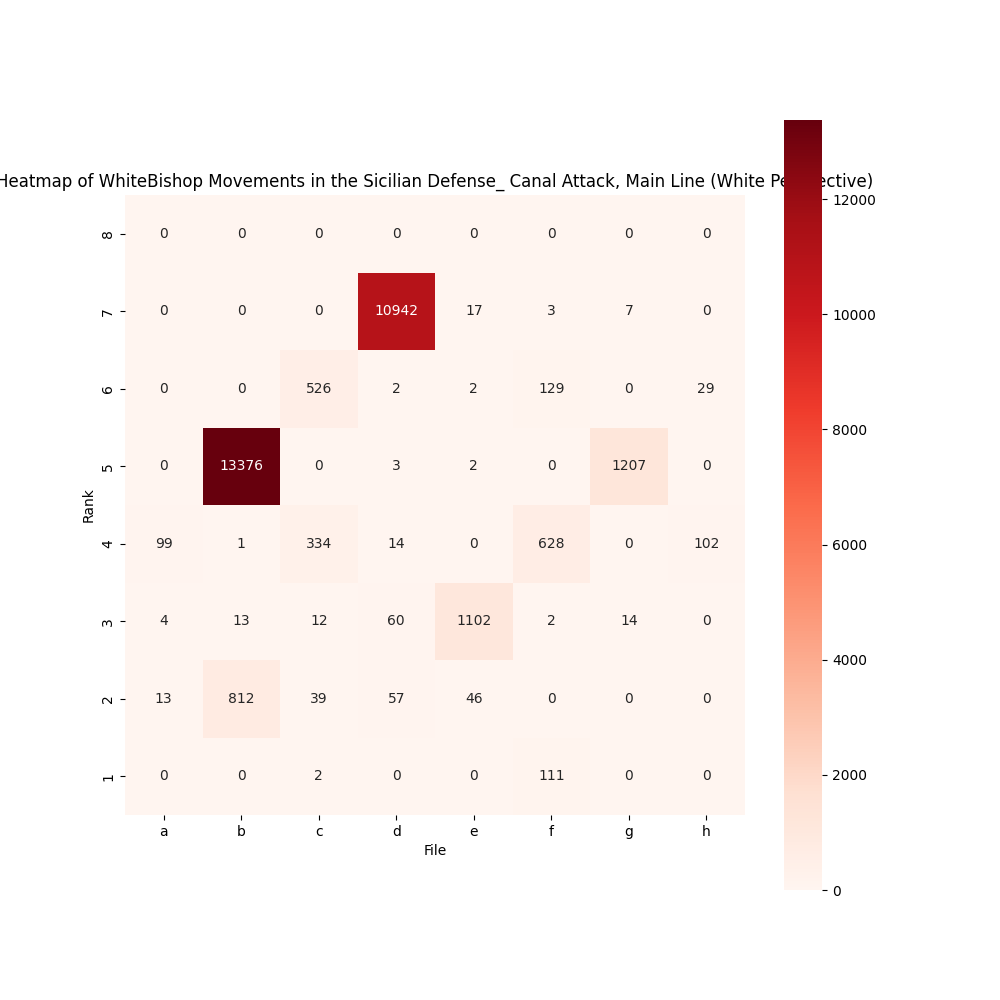 Heatmap of WhiteBishop Movements in the Sicilian Defense_ Canal Attack, Main Line (White Pe ective)
12000
8 0 0 0 0 0 0 0 0
7 0 0 0 10942 17 3 7 0
10000
6 0 0 526 2 2 129 0 29
8000
5 0 13376 0 3 2 0 1207 0
Rank
6000
4 99 1 334 14 0 628 0 102
3 4 13 12 60 1102 2 14 0
4000
2 13 812 39 57 46 0 0 0
2000
1 0 0 2 0 0 111 0 0
a b c d e f g h
File
0